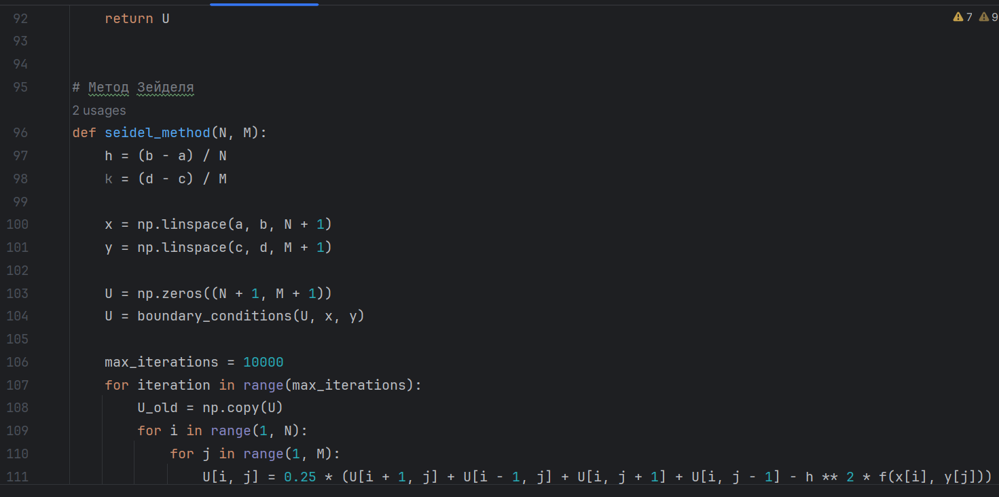 92 return U
7 9
93
94
95 # Метод Зейделя
2 usages
96 def seidel_method(N, M):
97 h = (b - a) / N
98 k = (d - c) / M
99
100 x = np.linspace(a, b, N + 1)
101 y = np.linspace(c, d, M + 1)
102
103 U = np.zeros((N + 1, M + 1))
104 U = boundary_conditions(U, x, y)
105
106 max_iterations = 10000
107 for iteration in range(max_iterations):
108 U_old = np.copy(U)
109 for i in range(1, N):
110 for j in range(1, M):
111 U[i, j] = 0.25 * (U[i + 1, j] + U[i - 1, j] + U[i, j + 1] + U[i, j - 1] - h ** 2 * f(x[i], y[j]))